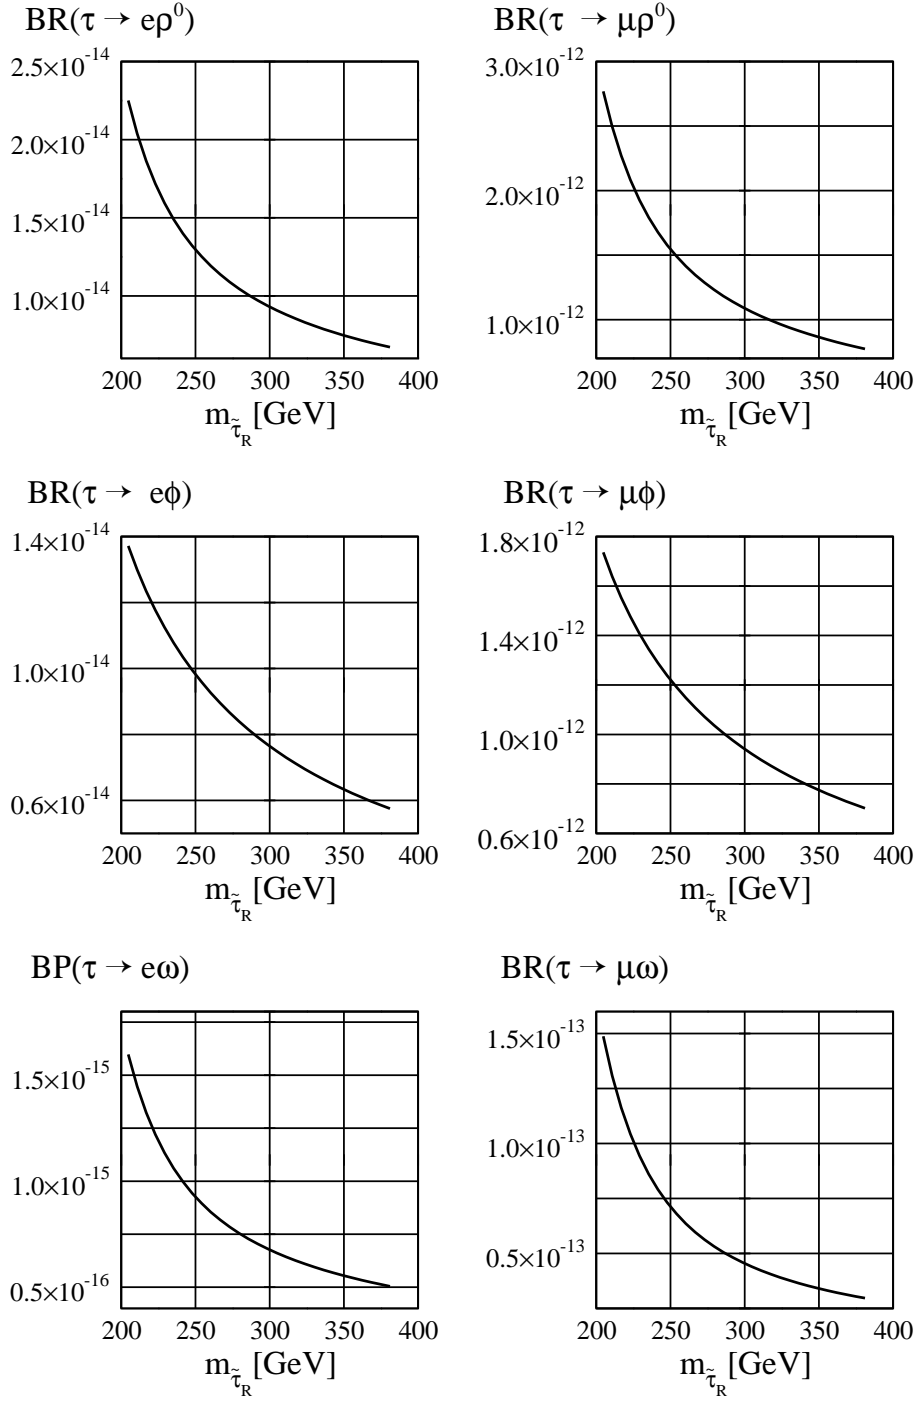 BR(τ → eρ⁰)
2.5×10⁻¹⁴
2.0×10⁻¹⁴
1.5×10⁻¹⁴
1.0×10⁻¹⁴
200 250 300 350 400
m_τ̃_R [GeV]
BR(τ → μρ⁰)
3.0×10⁻¹²
2.0×10⁻¹²
1.0×10⁻¹²
200 250 300 350 400
m_τ̃_R [GeV]
BR(τ → eϕ)
1.4×10⁻¹⁴
1.0×10⁻¹⁴
0.6×10⁻¹⁴
200 250 300 350 400
m_τ̃_R [GeV]
BR(τ → μϕ)
1.8×10⁻¹²
1.4×10⁻¹²
1.0×10⁻¹²
0.6×10⁻¹²
200 250 300 350 400
m_τ̃_R [GeV]
BP(τ → eω)
1.5×10⁻¹⁵
1.0×10⁻¹⁵
0.5×10⁻¹⁶
200 250 300 350 400
m_τ̃_R [GeV]
BR(τ → μω)
1.5×10⁻¹³
1.0×10⁻¹³
0.5×10⁻¹³
200 250 300 350 400
m_τ̃_R [GeV]